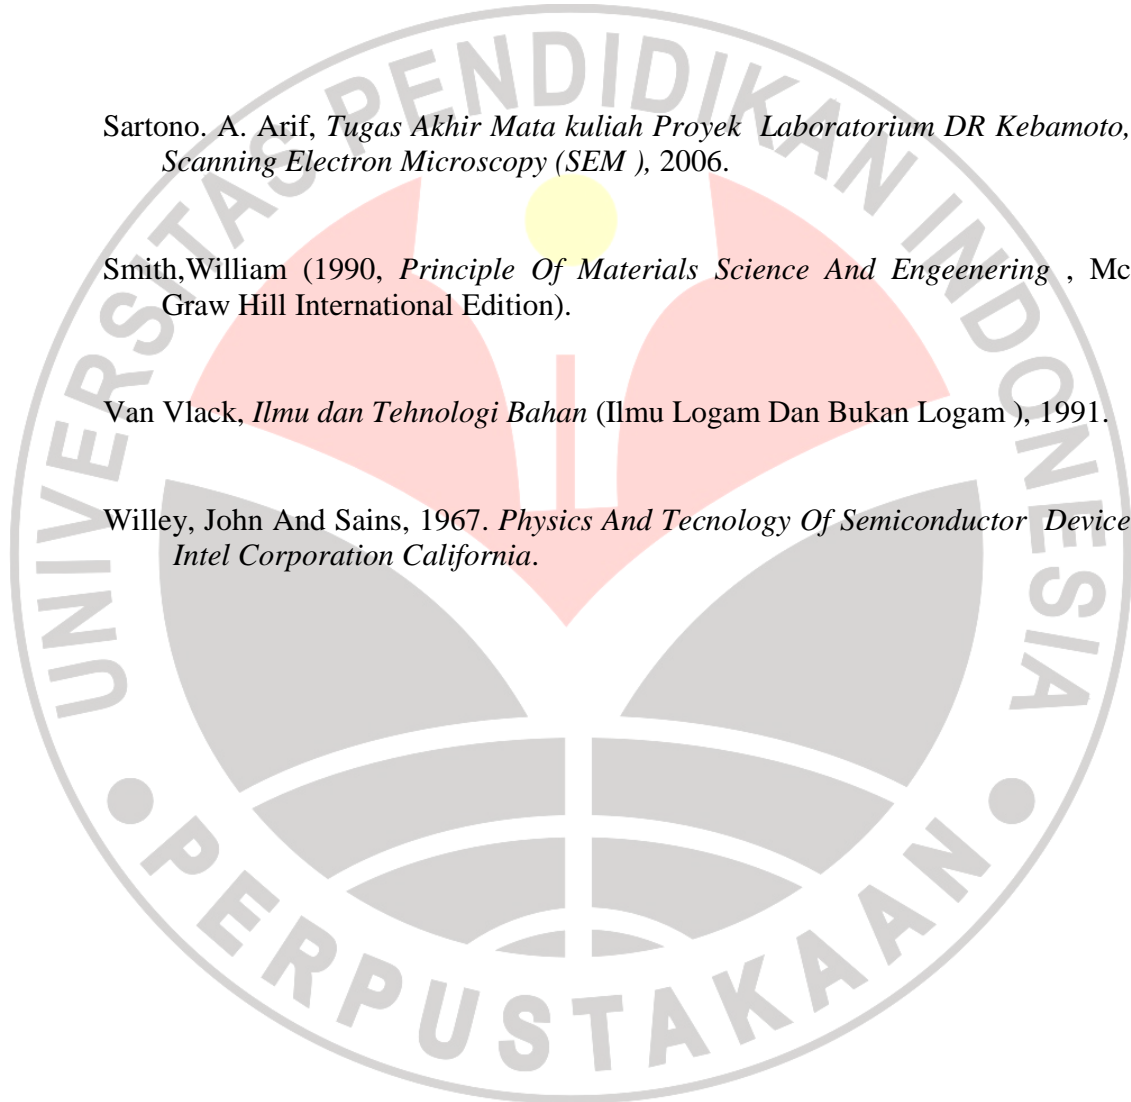 Sartono. A. Arif, Tugas Akhir Mata kuliah Proyek Laboratorium DR Kebamoto,
Scanning Electron Microscopy (SEM ), 2006.
Smith,William (1990, Principle Of Materials Science And Engeenering , Mc
Graw Hill International Edition).
Van Vlack, Ilmu dan Tehnologi Bahan (Ilmu Logam Dan Bukan Logam ), 1991.
Willey, John And Sains, 1967. Physics And Tecnology Of Semiconductor Device
Intel Corporation California.
UNIVERSITAS PENDIDIKAN INDONESIA
PERPUSTAKAAN